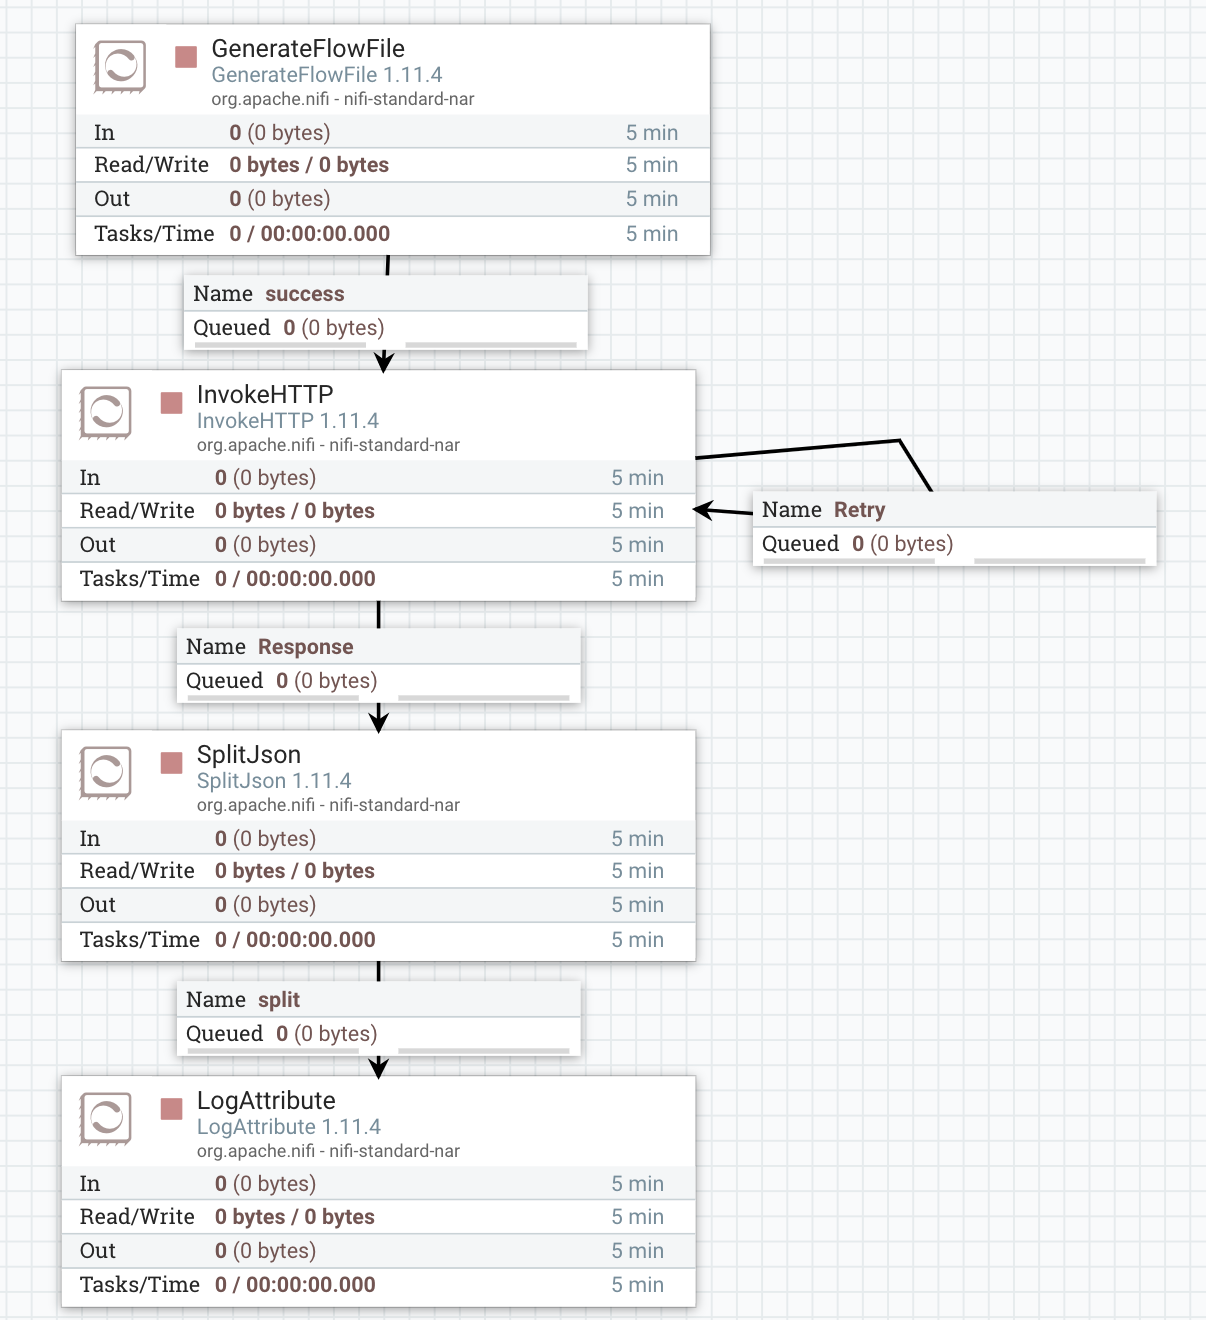 GenerateFlowFile
GenerateFlowFile 1.11.4
org.apache.nifi - nifi-standard-nar
In 0 (0 bytes) 5 min
Read/Write 0 bytes / 0 bytes 5 min
Out 0 (0 bytes) 5 min
Tasks/Time 0 / 00:00:00.000 5 min
Name success
Queued 0 (0 bytes)
InvokeHTTP
InvokeHTTP 1.11.4
org.apache.nifi - nifi-standard-nar
In 0 (0 bytes) 5 min
Read/Write 0 bytes / 0 bytes 5 min
Out 0 (0 bytes) 5 min
Tasks/Time 0 / 00:00:00.000 5 min
Name Retry
Queued 0 (0 bytes)
Name Response
Queued 0 (0 bytes)
SplitJson
SplitJson 1.11.4
org.apache.nifi - nifi-standard-nar
In 0 (0 bytes) 5 min
Read/Write 0 bytes / 0 bytes 5 min
Out 0 (0 bytes) 5 min
Tasks/Time 0 / 00:00:00.000 5 min
Name split
Queued 0 (0 bytes)
LogAttribute
LogAttribute 1.11.4
org.apache.nifi - nifi-standard-nar
In 0 (0 bytes) 5 min
Read/Write 0 bytes / 0 bytes 5 min
Out 0 (0 bytes) 5 min
Tasks/Time 0 / 00:00:00.000 5 min